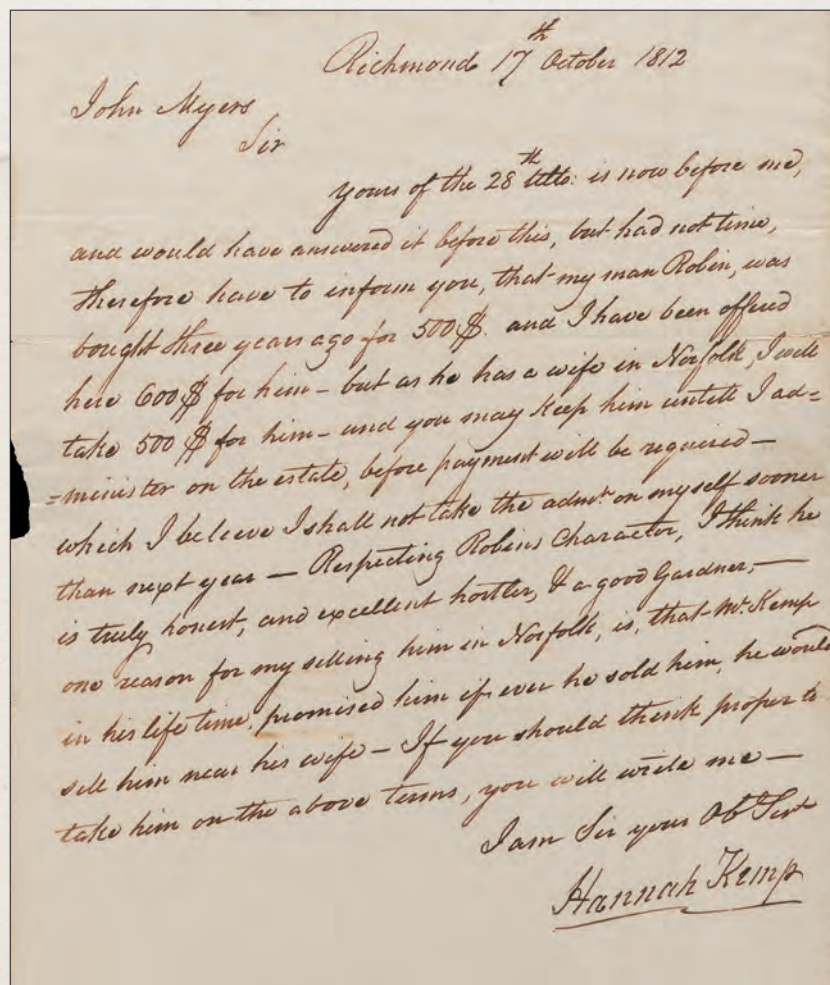 Richmond 17th October 1812
John Myers
Sir
yours of the 28th ulto: is now before me,
and would have answered it before this, but had not time,
therefore have to inform you, that my man Robin, was
bought three years ago for 500$. and I have been offered
here 600$ for him – but as he has a wife in Norfolk, I will
take 500$ for him – and you may keep him untill I ad=
=minister on the estate, before payment will be required –
which I believe I shall not take the admn. on myself sooner
than next year — Respecting Robins Character, I think he
is truly honest, and excellent hostler, & a good Gardner, —
one reason for my selling him in Norfolk, is, that Mr. Kemp
in his life time, promised him if ever he sold him, he would
sell him near his wife – If you should think proper to
take him on the above terms, you will write me —
I am Sir your Ob Servt
Hannah Kemp